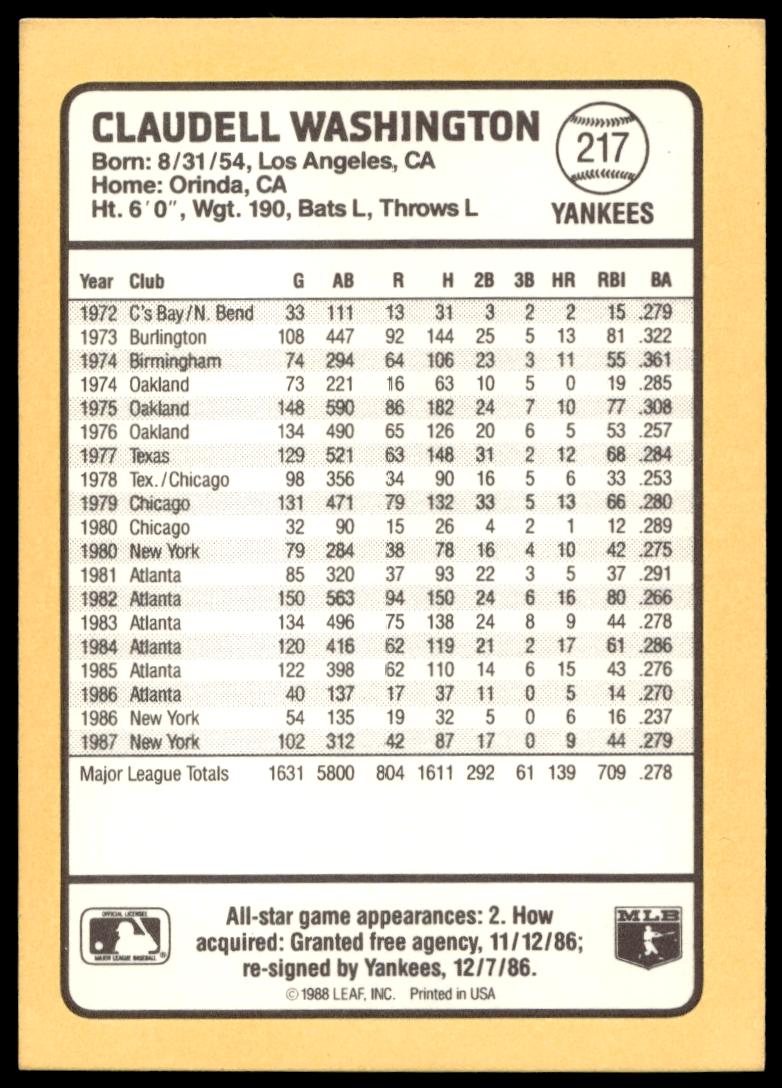 CLAUDELL WASHINGTON
217
Born: 8/31/54, Los Angeles, CA
Home: Orinda, CA
Ht. 6'0", Wgt. 190, Bats L, Throws L
YANKEES
Year Club G AB R H 2B 3B HR RBI BA
1972 C's Bay/N. Bend 33 111 13 31 3 2 2 15 .279
1973 Burlington 108 447 92 144 25 5 13 81 .322
1974 Birmingham 74 294 64 106 23 3 11 55 .361
1974 Oakland 73 221 16 63 10 5 0 19 .285
1975 Oakland 148 590 86 182 24 7 10 77 .308
1976 Oakland 134 490 65 126 20 6 5 53 .257
1977 Texas 129 521 63 148 31 2 12 68 .284
1978 Tex./Chicago 98 356 34 90 16 5 6 33 .253
1979 Chicago 131 471 79 132 33 5 13 66 .280
1980 Chicago 32 90 15 26 4 2 1 12 .289
1980 New York 79 284 38 78 16 4 10 42 .275
1981 Atlanta 85 320 37 93 22 3 5 37 .291
1982 Atlanta 150 563 94 150 24 6 16 80 .266
1983 Atlanta 134 496 75 138 24 8 9 44 .278
1984 Atlanta 120 416 62 119 21 2 17 61 .286
1985 Atlanta 122 398 62 110 14 6 15 43 .276
1986 Atlanta 40 137 17 37 11 0 5 14 .270
1986 New York 54 135 19 32 5 0 6 16 .237
1987 New York 102 312 42 87 17 0 9 44 .279
Major League Totals 1631 5800 804 1611 292 61 139 709 .278
OFFICIAL LICENSEE
MAJOR LEAGUE BASEBALL
®
All-star game appearances: 2. How
acquired: Granted free agency, 11/12/86;
re-signed by Yankees, 12/7/86.
MLB
© 1988 LEAF, INC. Printed in USA